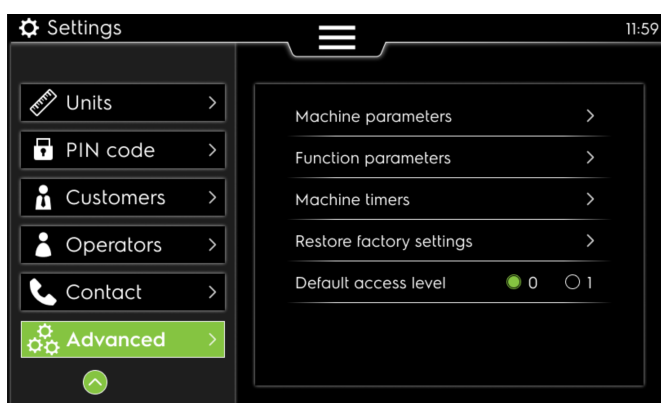 Settings
11:59
Units
PIN code
Customers
Operators
Contact
Advanced
Machine parameters
Function parameters
Machine timers
Restore factory settings
Default access level 0 1